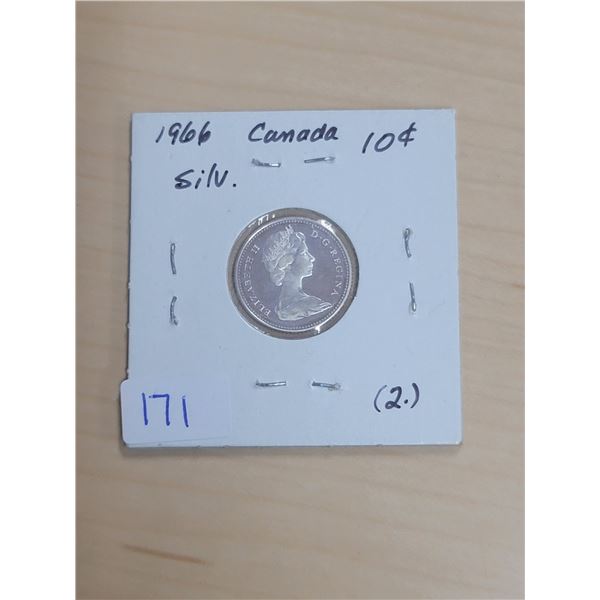 1966 Canada 10¢
Silv.
ELIZABETH II D·G·REGINA
171
(2.)